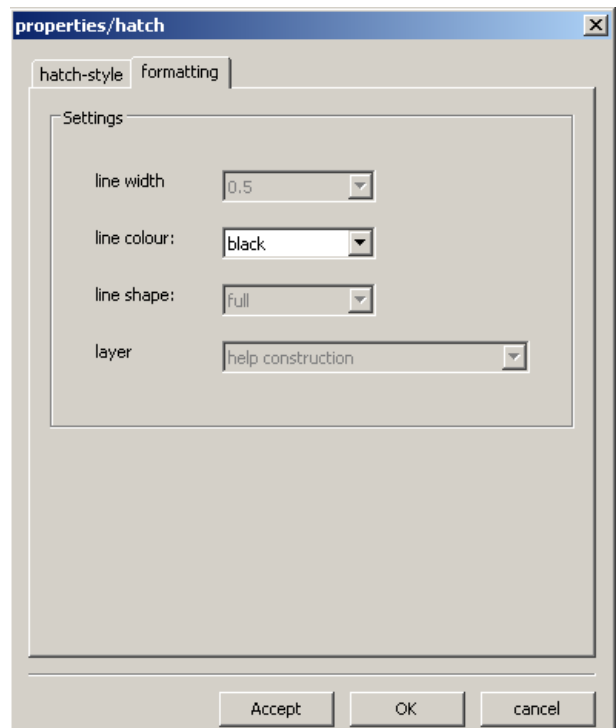 properties/hatch
hatch-style formatting
Settings
line width 0.5
line colour: black
line shape: full
layer help construction
Accept OK cancel